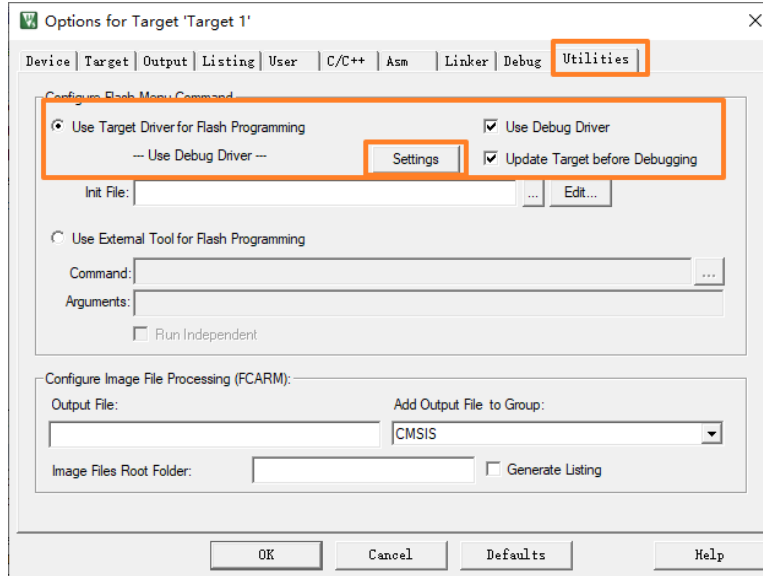 Options for Target 'Target 1'
Device Target Output Listing User C/C++ Asm Linker Debug Utilities
Configure Flash Menu Command
Use Target Driver for Flash Programming Use Debug Driver
--- Use Debug Driver --- Settings Update Target before Debugging
Init File: ... Edit...
Use External Tool for Flash Programming
Command: ...
Arguments:
Run Independent
Configure Image File Processing (FCARM):
Output File: Add Output File to Group:
CMSIS
Image Files Root Folder: Generate Listing
OK Cancel Defaults Help